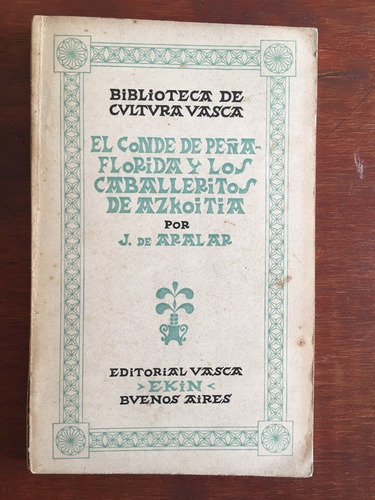 BIBLIOTECA DE
CVLTVRA VASCA
EL CONDE DE PEÑA-
FLORIDA Y LOS
CABALLERITOS
DE AZKOITIA
POR
J. DE ARALAR
EDITORIAL VASCA
>EKIN<
BUENOS AIRES